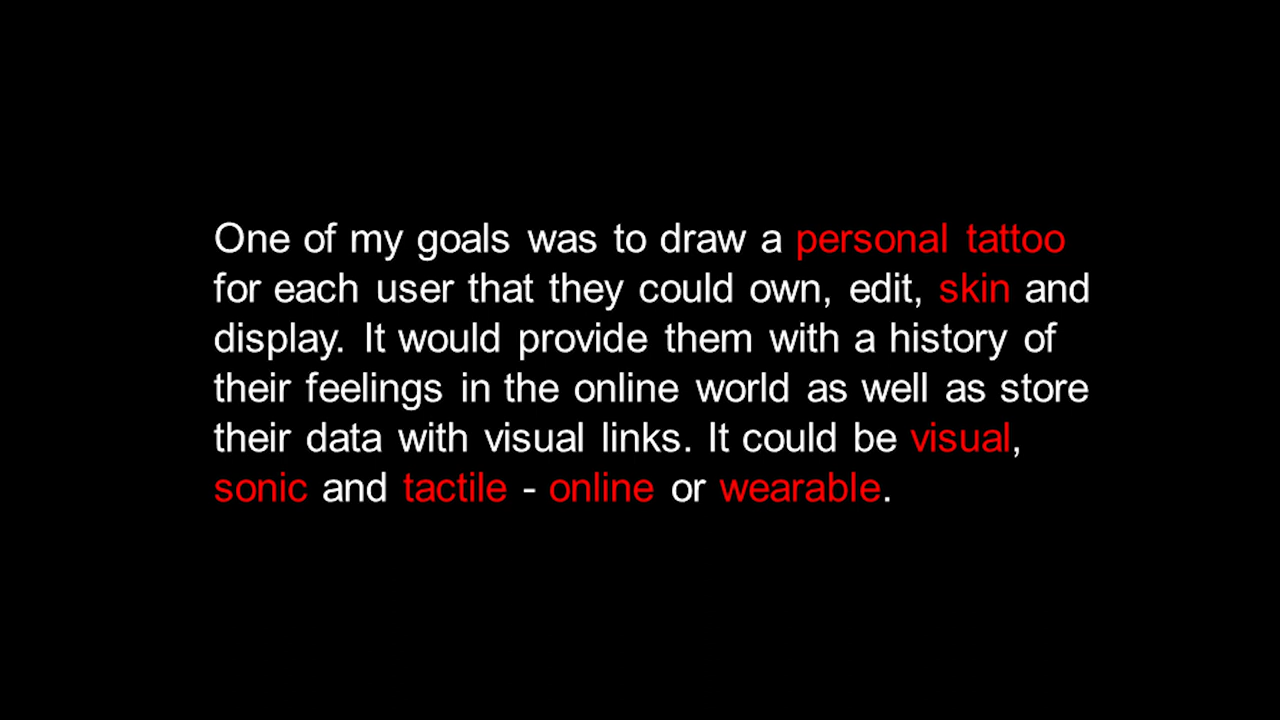 One of my goals was to draw a personal tattoo
for each user that they could own, edit, skin and
display. It would provide them with a history of
their feelings in the online world as well as store
their data with visual links. It could be visual,
sonic and tactile - online or wearable.